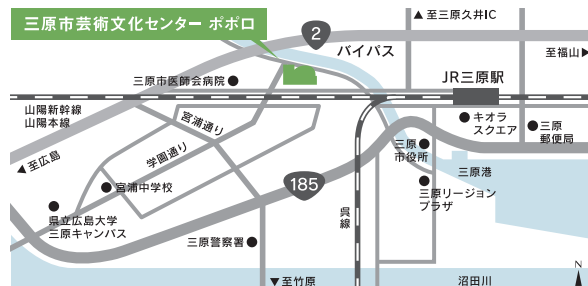 三原市芸術文化センター ポポロ
2
バイパス
▲至三原久井IC
至福山▶
三原市医師会病院
JR三原駅
山陽新幹線
山陽本線
宮浦通り
キオラ
スクエア
三原
郵便局
学園通り
三原
市役所
◀至広島
三原港
宮浦中学校
185
三原リージョン
プラザ
県立広島大学
三原キャンパス
呉線
三原警察署
▼至竹原
沼田川
N